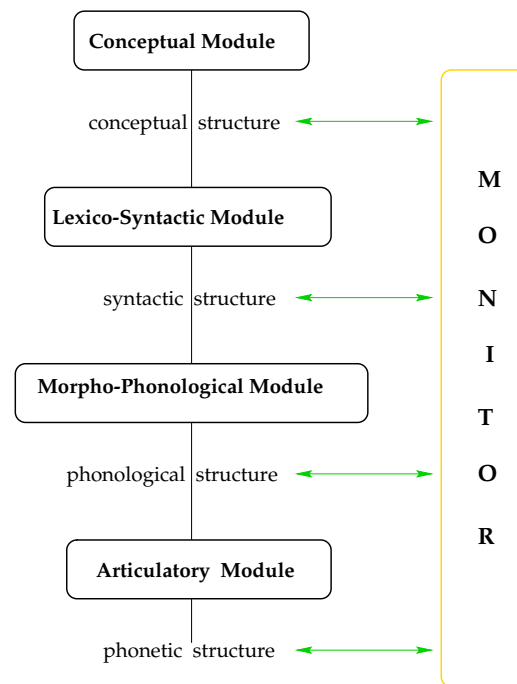 Conceptual Module
conceptual structure
Lexico-Syntactic Module
syntactic structure
Morpho-Phonological Module
phonological structure
Articulatory Module
phonetic structure
M
O
N
I
T
O
R